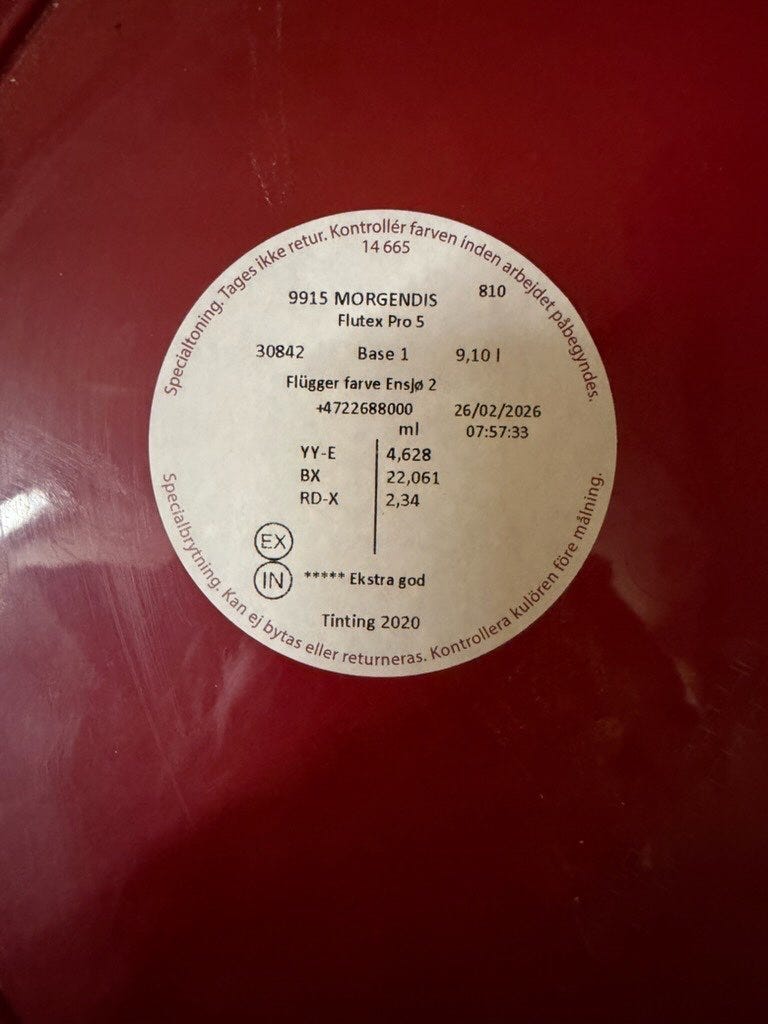 Specialtoning. Tages ikke retur. Kontrollér farven inden arbejdet påbegyndes.
14 665
9915 MORGENDIS 810
Flutex Pro 5
30842 Base 1 9,10 l
Flügger farve Ensjø 2
+4722688000 26/02/2026
ml 07:57:33
YY-E 4,628
BX 22,061
RD-X 2,34
EX
IN ***** Ekstra god
Tinting 2020
Specialbrytning. Kan ej bytas eller returneras. Kontrollera kulören före målning.